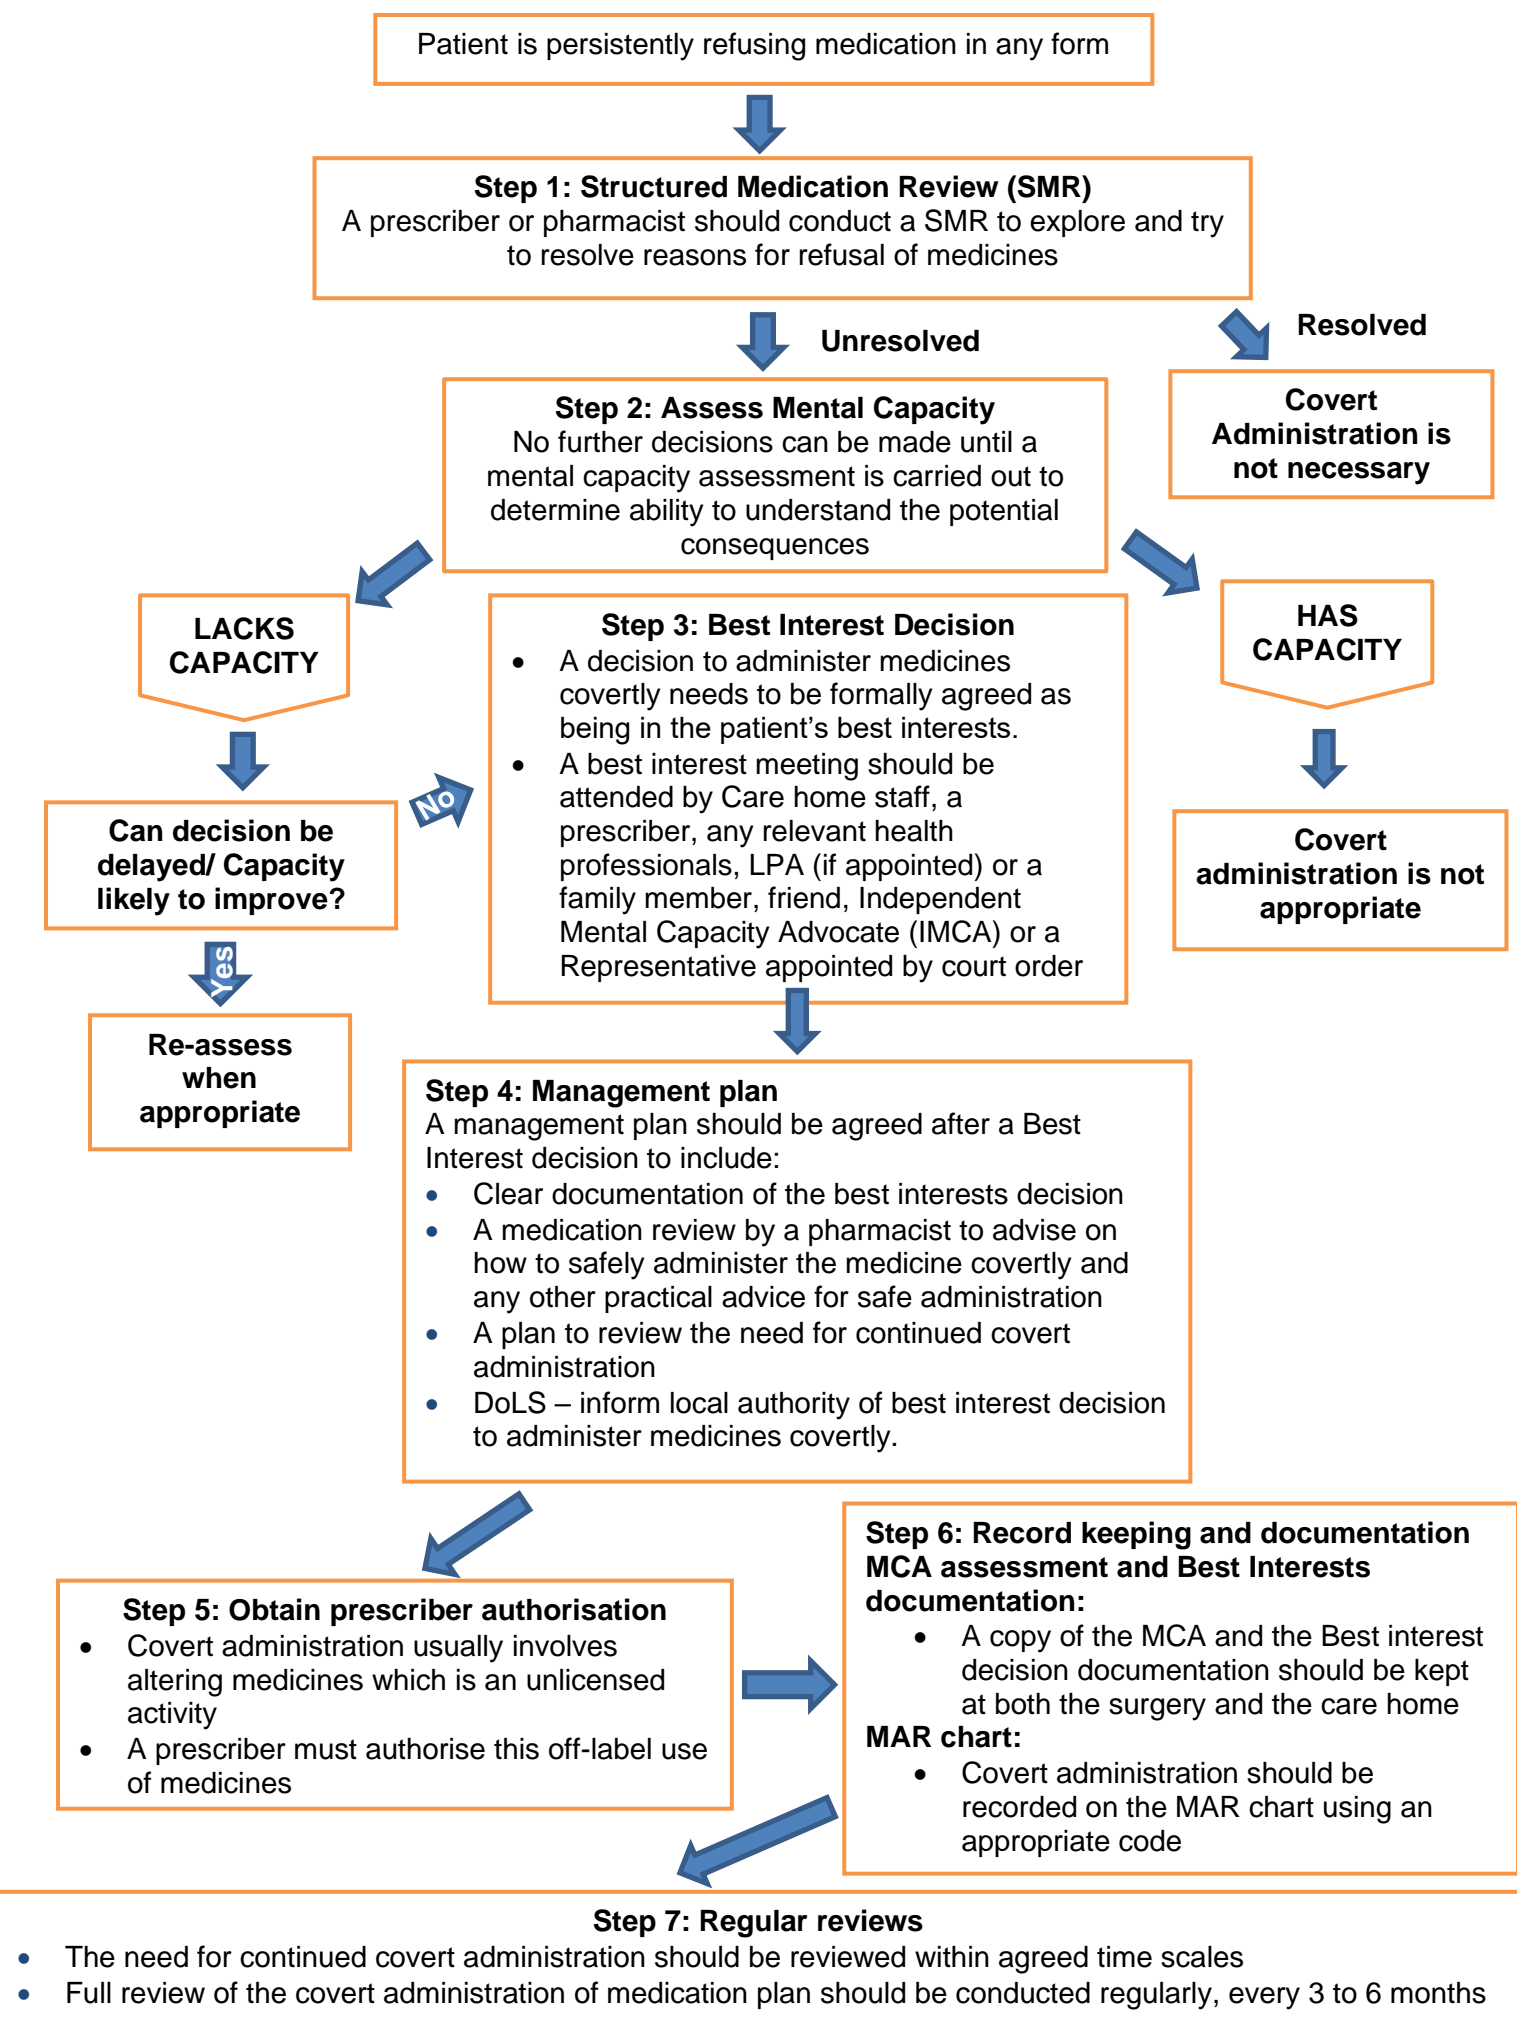 Patient is persistently refusing medication in any form
Step 1: Structured Medication Review (SMR)
A prescriber or pharmacist should conduct a SMR to explore and try
to resolve reasons for refusal of medicines
Unresolved
Resolved
Step 2: Assess Mental Capacity
No further decisions can be made until a
mental capacity assessment is carried out to
determine ability to understand the potential
consequences
Covert
Administration is
not necessary
LACKS
CAPACITY
HAS
CAPACITY
Can decision be
delayed/ Capacity
likely to improve?
No
Yes
Re-assess
when
appropriate
Step 3: Best Interest Decision
• A decision to administer medicines
covertly needs to be formally agreed as
being in the patient’s best interests.
• A best interest meeting should be
attended by Care home staff, a
prescriber, any relevant health
professionals, LPA (if appointed) or a
family member, friend, Independent
Mental Capacity Advocate (IMCA) or a
Representative appointed by court order
Covert
administration is not
appropriate
Step 4: Management plan
A management plan should be agreed after a Best
Interest decision to include:
• Clear documentation of the best interests decision
• A medication review by a pharmacist to advise on
how to safely administer the medicine covertly and
any other practical advice for safe administration
• A plan to review the need for continued covert
administration
• DoLS – inform local authority of best interest decision
to administer medicines covertly.
Step 5: Obtain prescriber authorisation
• Covert administration usually involves
altering medicines which is an unlicensed
activity
• A prescriber must authorise this off-label use
of medicines
Step 6: Record keeping and documentation
MCA assessment and Best Interests
documentation:
• A copy of the MCA and the Best interest
decision documentation should be kept
at both the surgery and the care home
MAR chart:
• Covert administration should be
recorded on the MAR chart using an
appropriate code
Step 7: Regular reviews
• The need for continued covert administration should be reviewed within agreed time scales
• Full review of the covert administration of medication plan should be conducted regularly, every 3 to 6 months